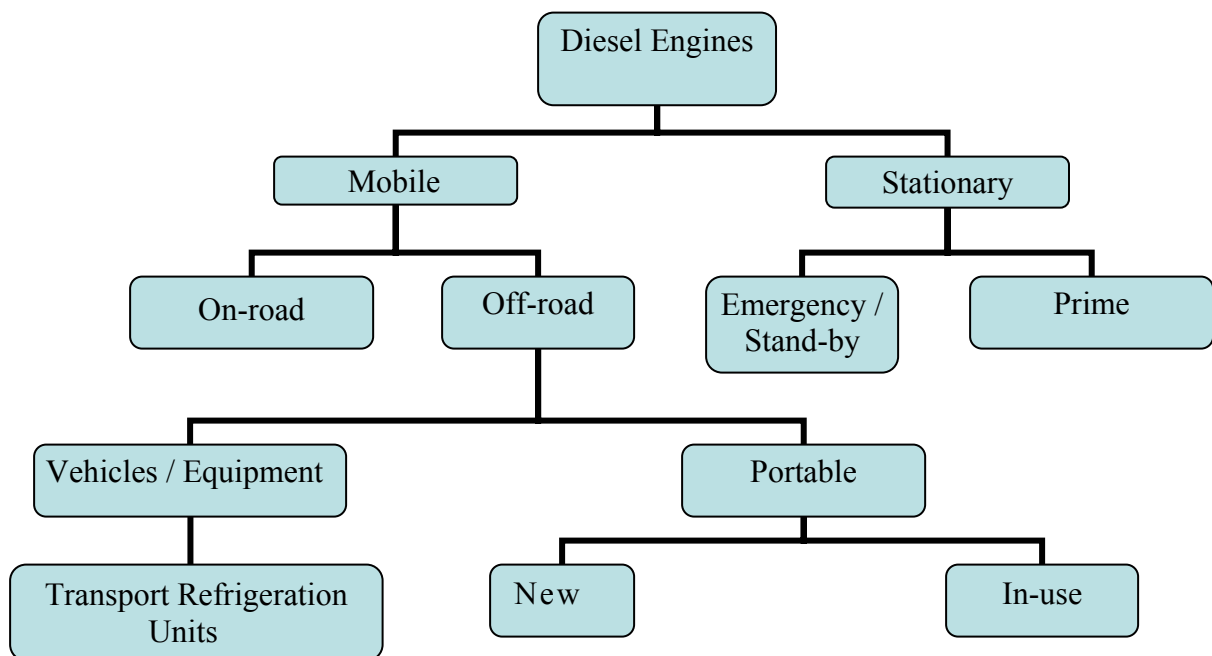 Diesel Engines
Mobile
Stationary
On-road
Off-road
Emergency /
Stand-by
Prime
Vehicles / Equipment
Portable
Transport Refrigeration
Units
New
In-use